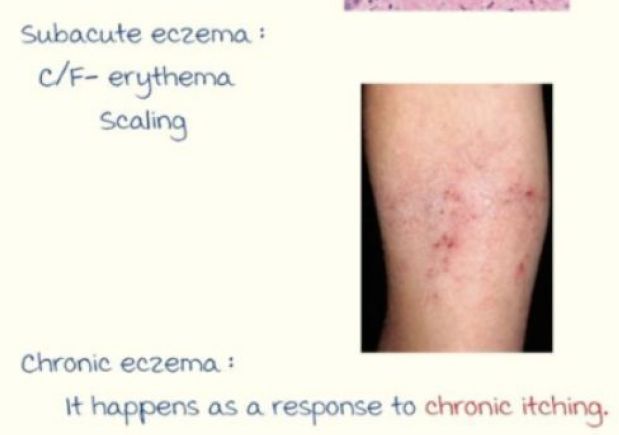 Subacute eczema :
C/F- erythema
Scaling
Chronic eczema :
It happens as a response to chronic itching.